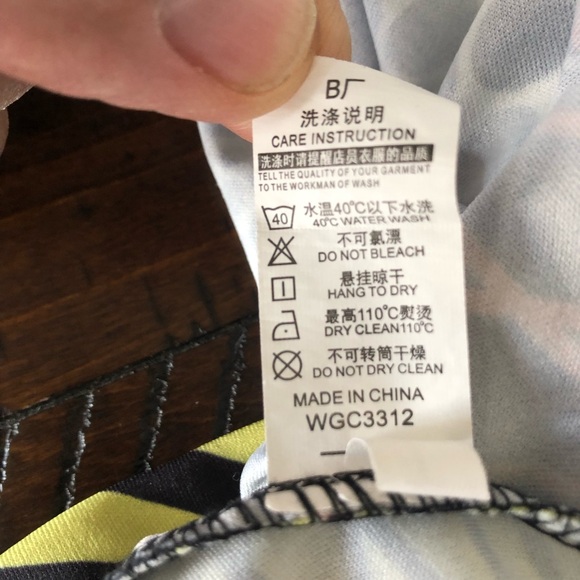 B厂
洗涤说明
CARE INSTRUCTION
洗涤时请提醒店员衣服的品质
TELL THE QUALITY OF YOUR GARMENT
TO THE WORKMAN OF WASH
40 水温40°C以下水洗
40°C WATER WASH
不可氯漂
DO NOT BLEACH
悬挂晾干
HANG TO DRY
最高110°C熨烫
DRY CLEAN110°C
不可转筒干燥
DO NOT DRY CLEAN
MADE IN CHINA
WGC3312